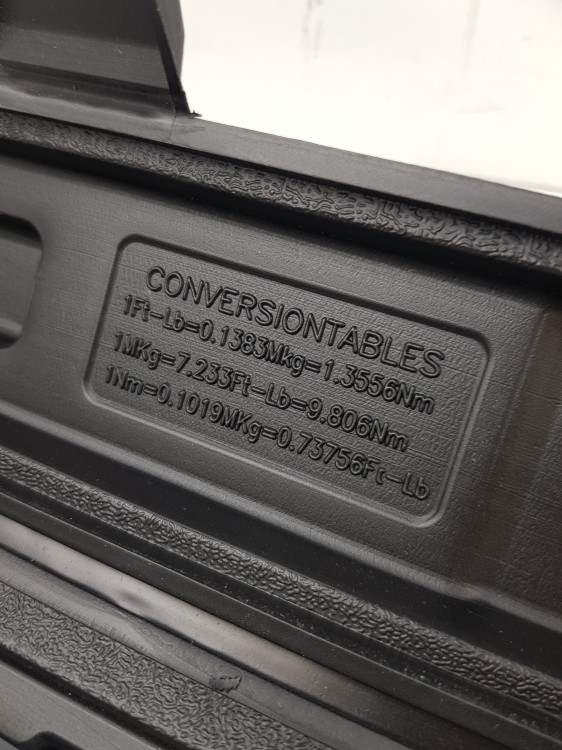 CONVERSIONTABLES
1Ft-Lb=0.1383Mkg=1.3556Nm
1MKg=7.233Ft-Lb=9.806Nm
1Nm=0.1019MKg=0.73756Ft-Lb